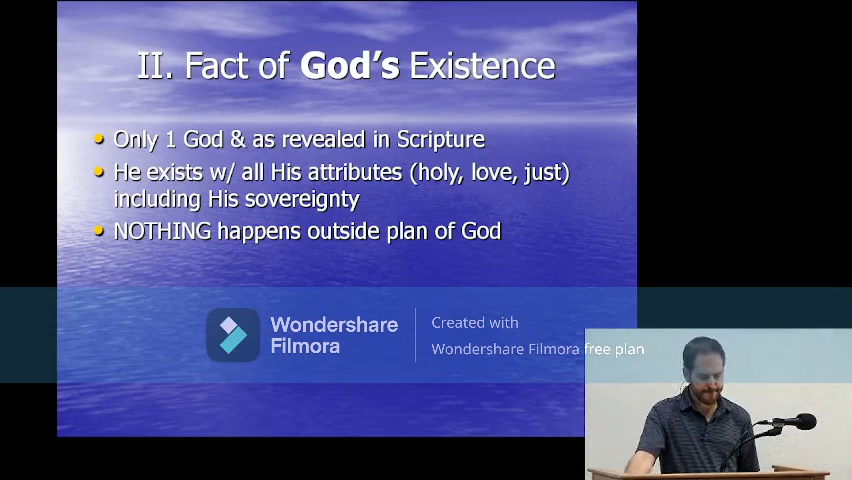 II. Fact of God's Existence
Only 1 God & as revealed in Scripture
He exists w/ all His attributes (holy, love, just)
including His sovereignty
NOTHING happens outside plan of God
Wondershare
Filmora
Created with
Wondershare Filmora free plan